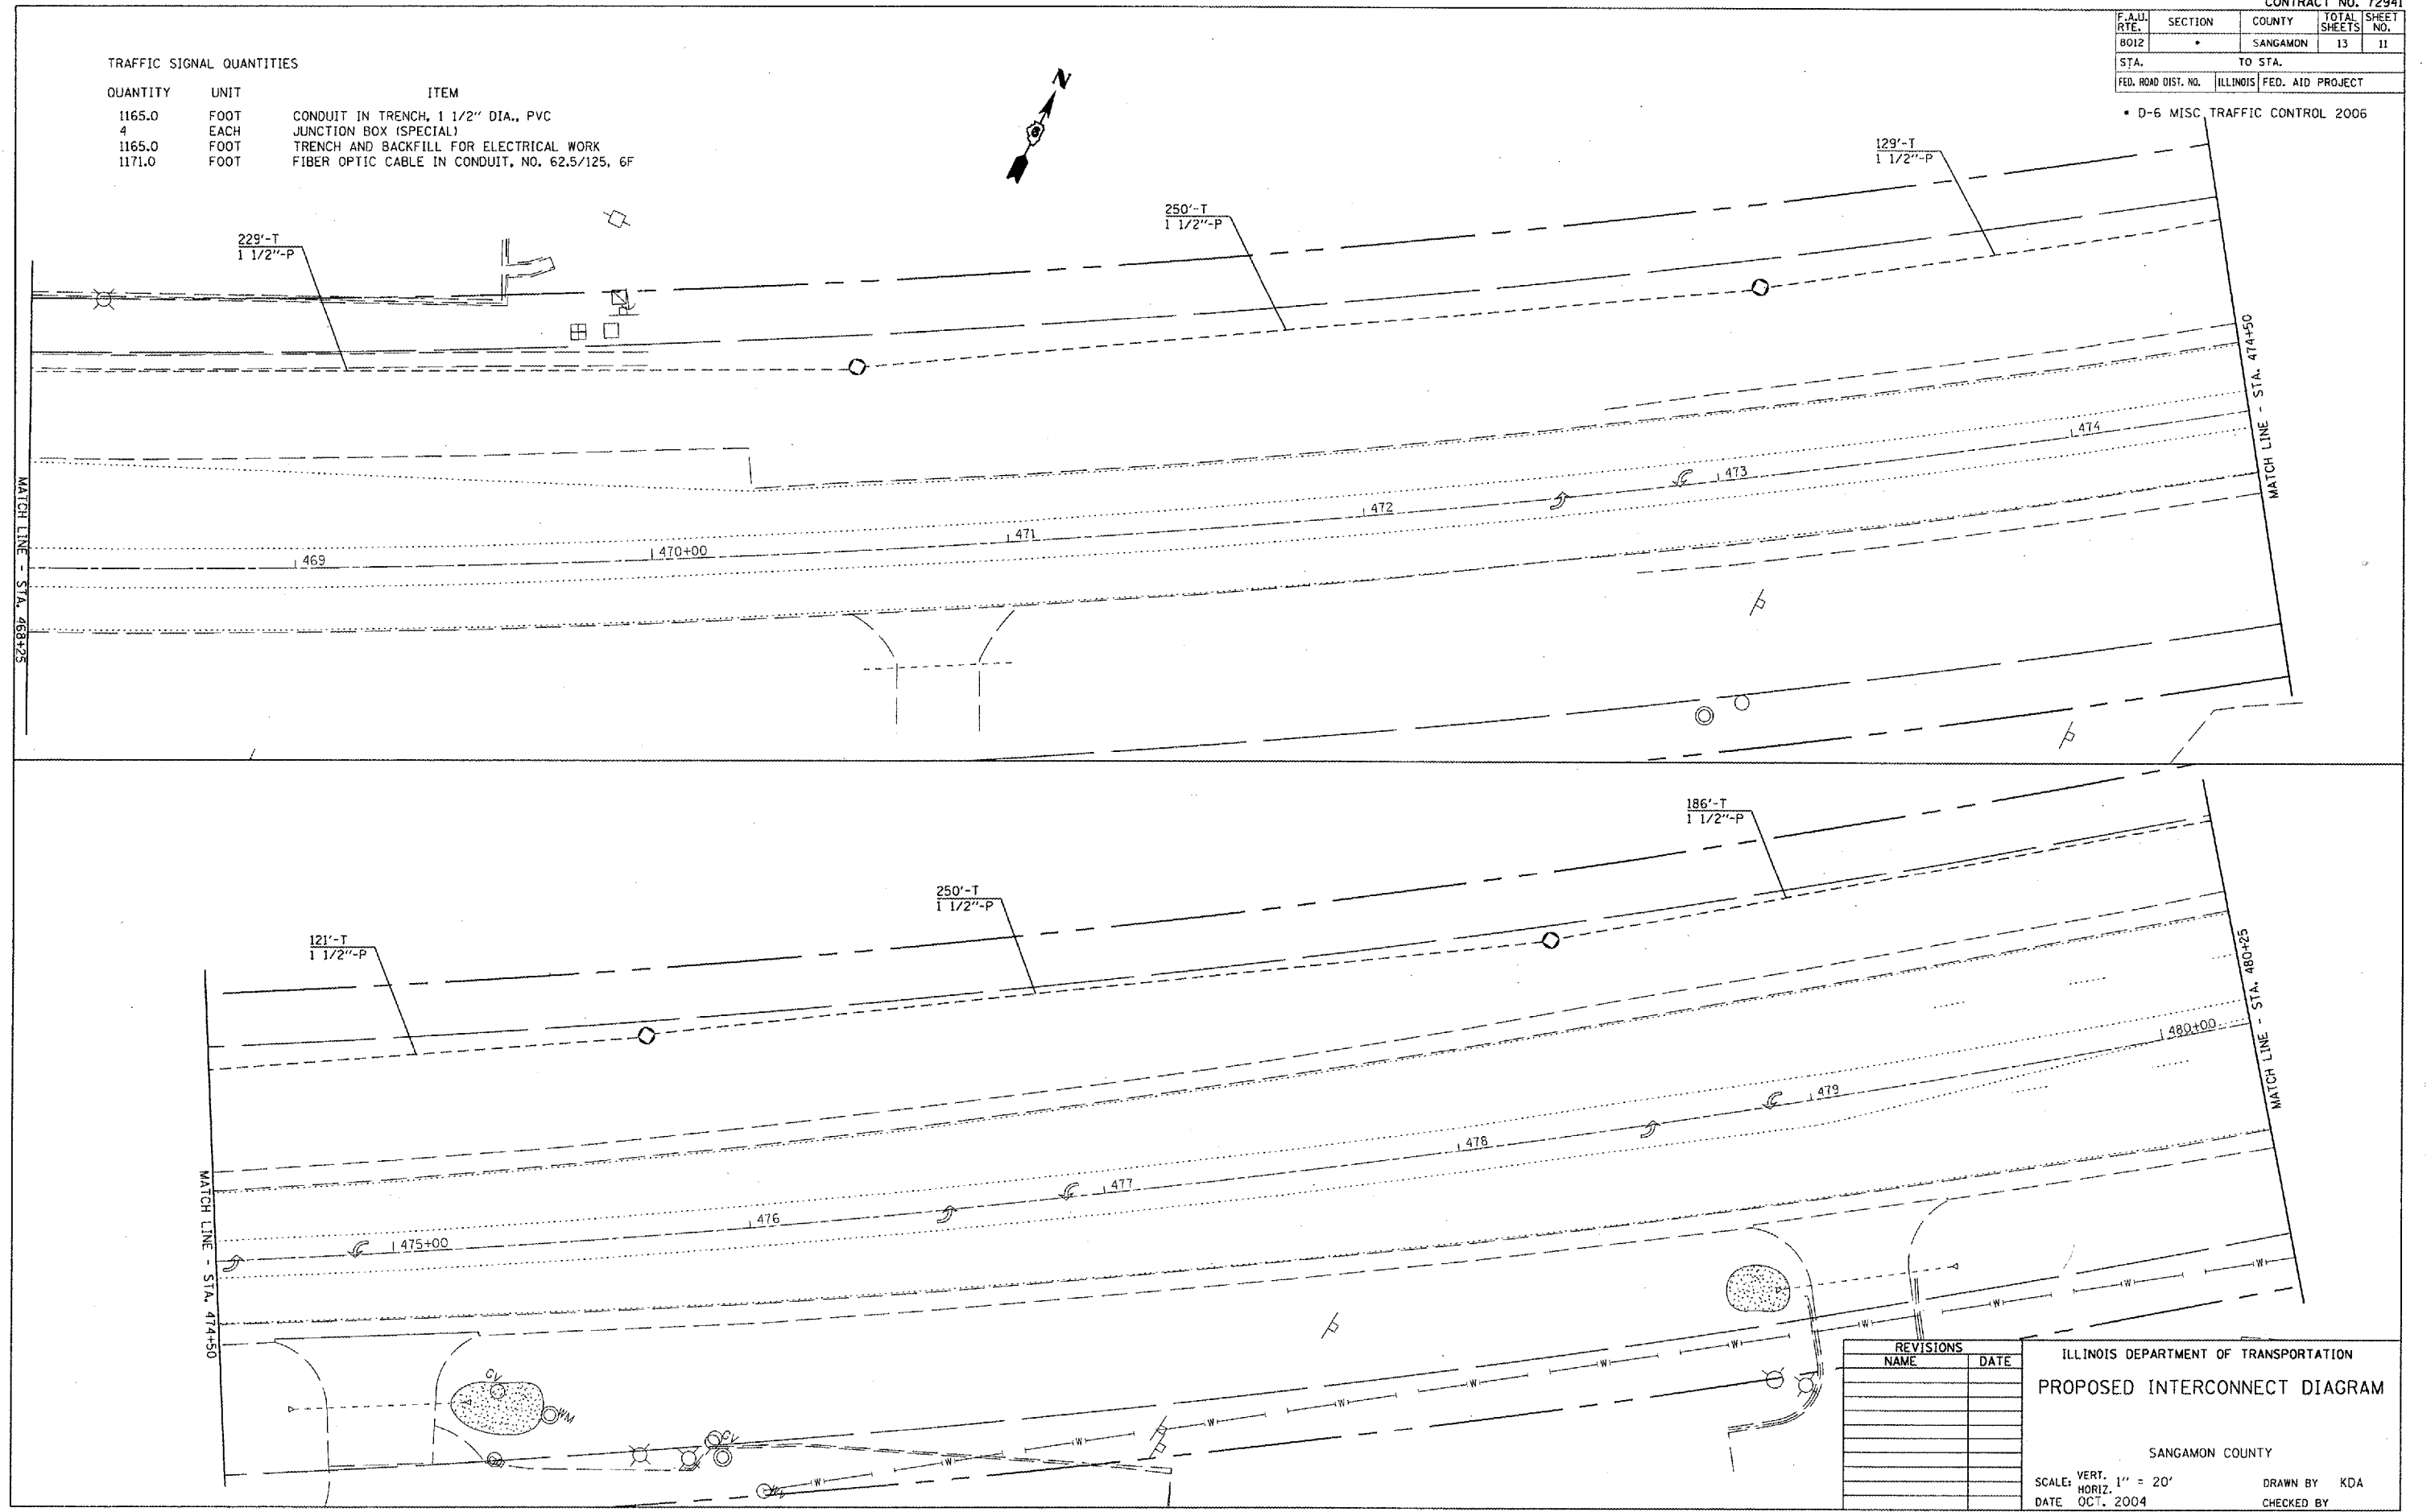 CONTRACT NO. 72941
F.A.U. RTE. SECTION COUNTY TOTAL SHEETS SHEET NO.
8012 • SANGAMON 13 11
STA. TO STA.
FED. ROAD DIST. NO. ILLINOIS FED. AID PROJECT
• D-6 MISC TRAFFIC CONTROL 2006
TRAFFIC SIGNAL QUANTITIES
QUANTITY UNIT ITEM
1165.0 FOOT CONDUIT IN TRENCH, 1 1/2" DIA., PVC
4 EACH JUNCTION BOX (SPECIAL)
1165.0 FOOT TRENCH AND BACKFILL FOR ELECTRICAL WORK
1171.0 FOOT FIBER OPTIC CABLE IN CONDUIT, NO. 62.5/125, 6F
N
229'-T
1 1/2"-P
250'-T
1 1/2"-P
129'-T
1 1/2"-P
MATCH LINE - STA. 468+25
469
470+00
471
472
473
474
MATCH LINE - STA. 474+50
121'-T
1 1/2"-P
250'-T
1 1/2"-P
186'-T
1 1/2"-P
MATCH LINE - STA. 474+50
475+00
476
477
478
479
480+00
MATCH LINE - STA. 480+25
GV
WM
GV
W
W
W
W
W
W
W
W
W
W
W
W
REVISIONS
NAME DATE
ILLINOIS DEPARTMENT OF TRANSPORTATION
PROPOSED INTERCONNECT DIAGRAM
SANGAMON COUNTY
SCALE: VERT. HORIZ. 1" = 20'
DRAWN BY KDA
DATE OCT. 2004
CHECKED BY